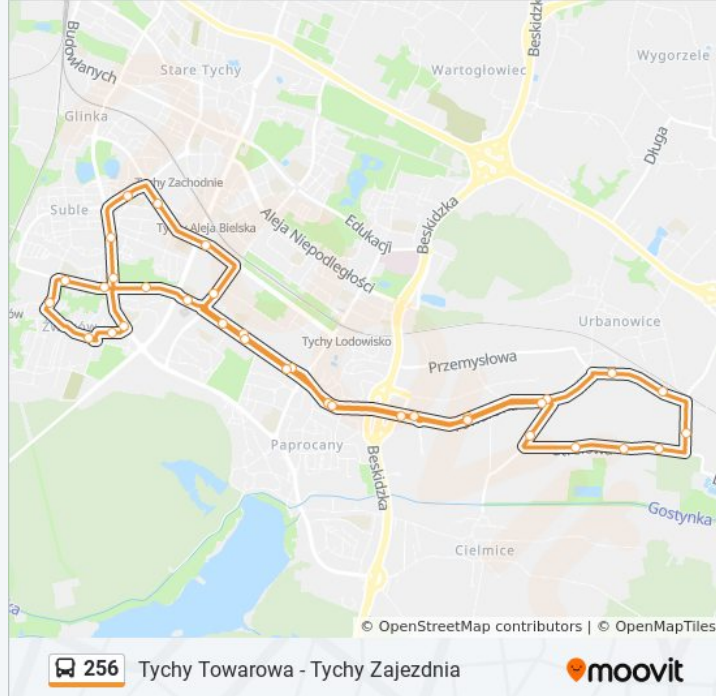 Beskidzka
Budowlanych
Stare Tychy
Wartogłowiec
Wygorzele
Glinka
Długa
Tychy Zachodnie
Suble
Aleja Niepodległości
Edukacji
Beskidzka
Aleja Bielska
Urbanowice
Tychy Lodowisko
Przemysłowa
Paprocany
Beskidzka
Gostynka
Cielmice
© OpenStreetMap contributors | © OpenMapTiles
256 Tychy Towarowa - Tychy Zajezdnia
moovit